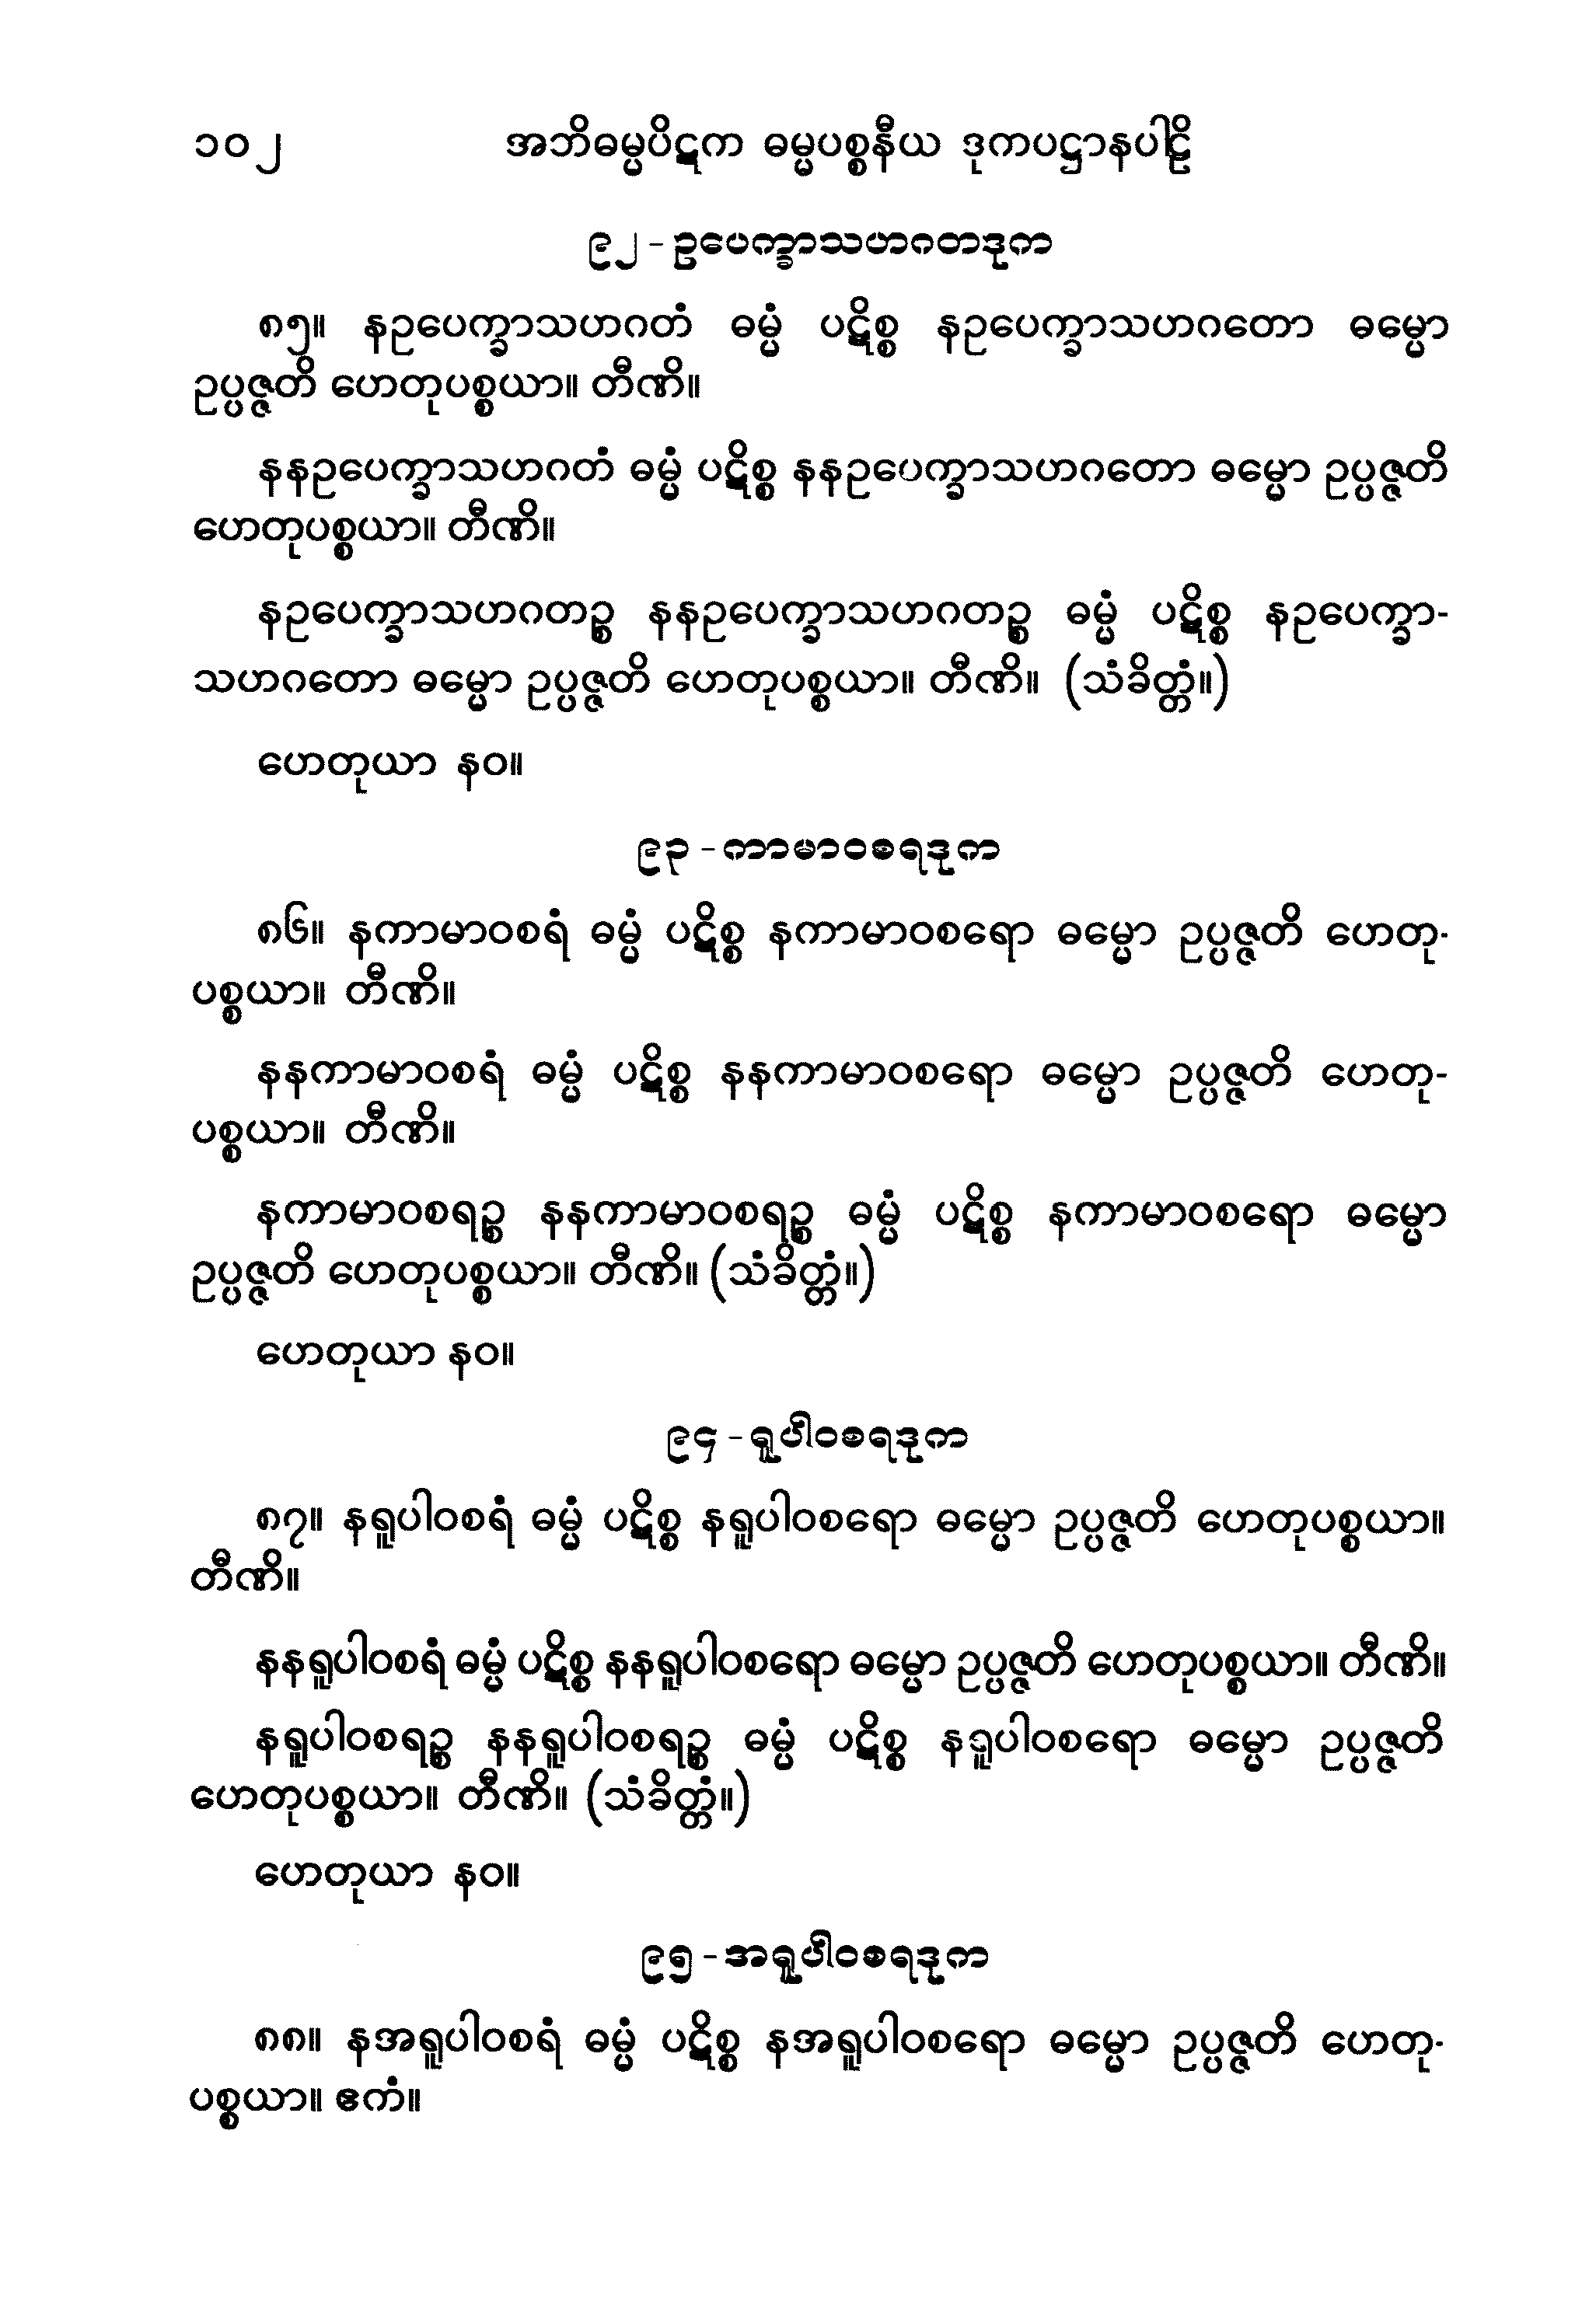 ၁၀၂ အဘိဓမ္မပိဋက ဓမ္မပစ္စနီယ ဒုကပဋ္ဌာနပါဠိ
၉၂ - ဥပေက္ခာသဟဂတဒုက
၈၅။ နဥပေက္ခာသဟဂတံ ဓမ္မံ ပဋိစ္စ နဥပေက္ခာသဟဂတော ဓမ္မော
ဥပ္ပဇ္ဇတိ ဟေတုပစ္စယာ။ တီဏိ။
နနဥပေက္ခာသဟဂတံ ဓမ္မံ ပဋိစ္စ နနဥပေက္ခာသဟဂတော ဓမ္မော ဥပ္ပဇ္ဇတိ
ဟေတုပစ္စယာ။ တီဏိ။
နဥပေက္ခာသဟဂတဉ္စ နနဥပေက္ခာသဟဂတဉ္စ ဓမ္မံ ပဋိစ္စ နဥပေက္ခာ-
သဟဂတော ဓမ္မော ဥပ္ပဇ္ဇတိ ဟေတုပစ္စယာ။ တီဏိ။ (သံခိတ္တံ။)
ဟေတုယာ နဝ။
၉၃ - ကာမာဝစရဒုက
၈၆။ နကာမာဝစရံ ဓမ္မံ ပဋိစ္စ နကာမာဝစရော ဓမ္မော ဥပ္ပဇ္ဇတိ ဟေတု-
ပစ္စယာ။ တီဏိ။
နနကာမာဝစရံ ဓမ္မံ ပဋိစ္စ နနကာမာဝစရော ဓမ္မော ဥပ္ပဇ္ဇတိ ဟေတု-
ပစ္စယာ။ တီဏိ။
နကာမာဝစရဉ္စ နနကာမာဝစရဉ္စ ဓမ္မံ ပဋိစ္စ နကာမာဝစရော ဓမ္မော
ဥပ္ပဇ္ဇတိ ဟေတုပစ္စယာ။ တီဏိ။ (သံခိတ္တံ။)
ဟေတုယာ နဝ။
၉၄ - ရူပါဝစရဒုက
၈၇။ နရူပါဝစရံ ဓမ္မံ ပဋိစ္စ နရူပါဝစရော ဓမ္မော ဥပ္ပဇ္ဇတိ ဟေတုပစ္စယာ။
တီဏိ။
နနရူပါဝစရံ ဓမ္မံ ပဋိစ္စ နနရူပါဝစရော ဓမ္မော ဥပ္ပဇ္ဇတိ ဟေတုပစ္စယာ။ တီဏိ။
နရူပါဝစရဉ္စ နနရူပါဝစရဉ္စ ဓမ္မံ ပဋိစ္စ နရူပါဝစရော ဓမ္မော ဥပ္ပဇ္ဇတိ
ဟေတုပစ္စယာ။ တီဏိ။ (သံခိတ္တံ။)
ဟေတုယာ နဝ။
၉၅ - အရူပါဝစရဒုက
၈၈။ နအရူပါဝစရံ ဓမ္မံ ပဋိစ္စ နအရူပါဝစရော ဓမ္မော ဥပ္ပဇ္ဇတိ ဟေတု-
ပစ္စယာ။ ဧကံ။